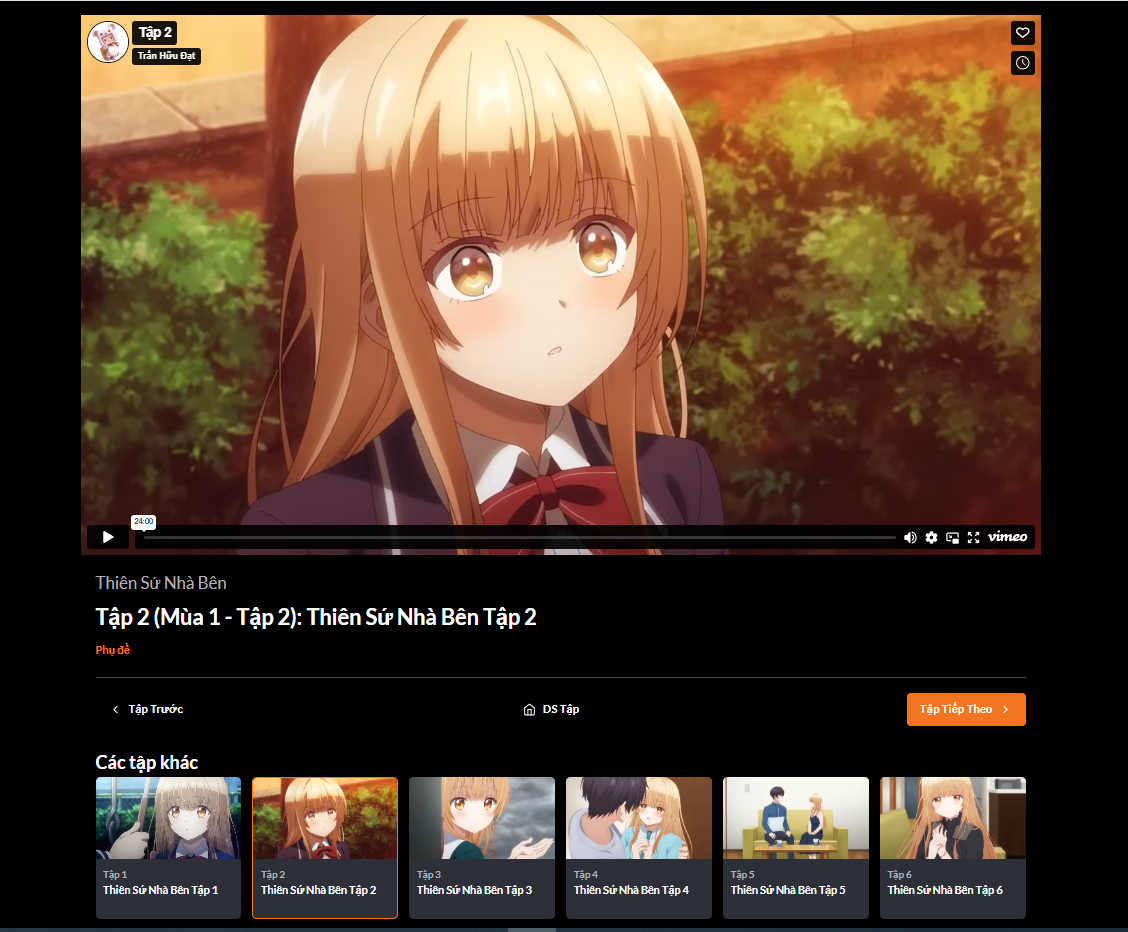 Tập 2
Trần Hữu Đạt
24:00
vimeo
Thiên Sứ Nhà Bên
Tập 2 (Mùa 1 - Tập 2): Thiên Sứ Nhà Bên Tập 2
Phụ đề
Tập Trước
DS Tập
Tập Tiếp Theo
Các tập khác
Tập 1
Thiên Sứ Nhà Bên Tập 1
Tập 2
Thiên Sứ Nhà Bên Tập 2
Tập 3
Thiên Sứ Nhà Bên Tập 3
Tập 4
Thiên Sứ Nhà Bên Tập 4
Tập 5
Thiên Sứ Nhà Bên Tập 5
Tập 6
Thiên Sứ Nhà Bên Tập 6